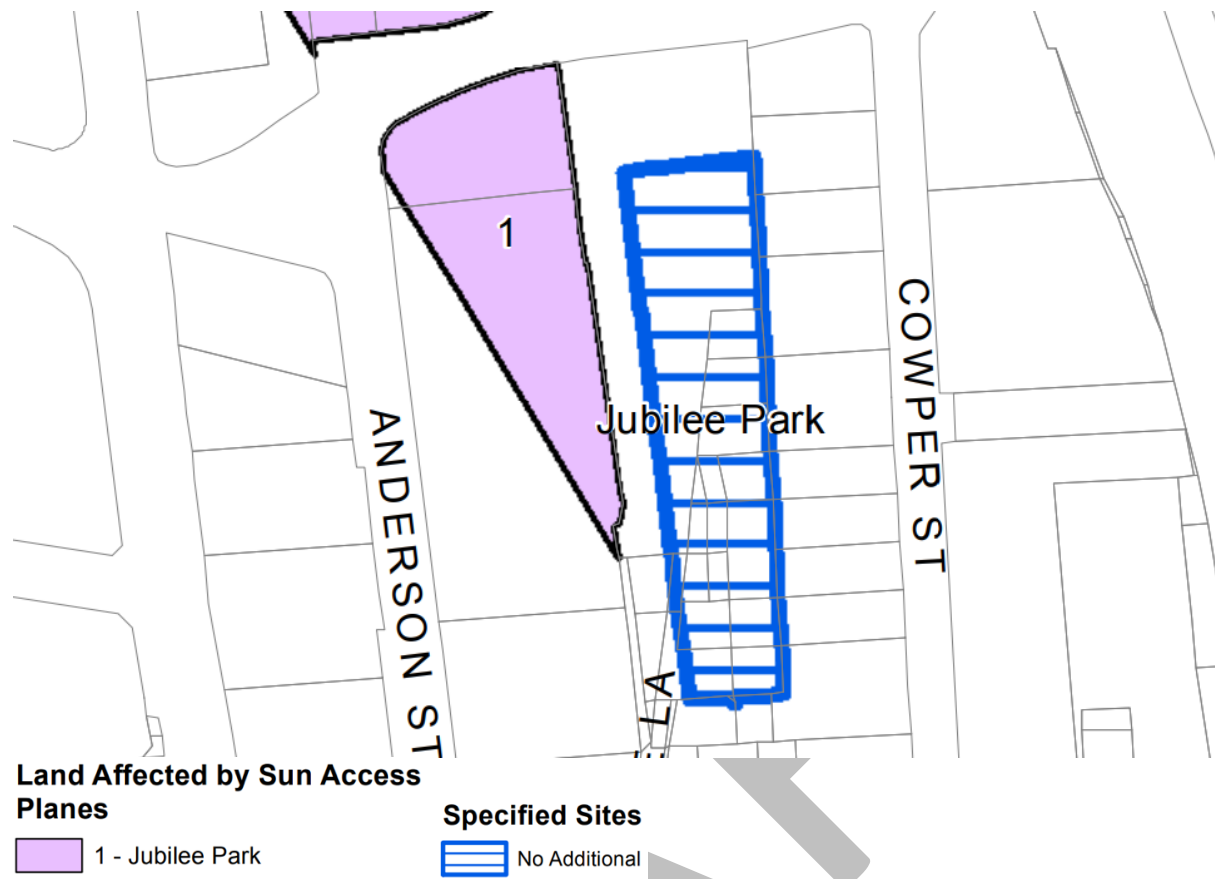 1
Jubilee Park
COWPER ST
ANDERSON ST
LA
Land Affected by Sun Access
Planes
1 - Jubilee Park
Specified Sites
No Additional